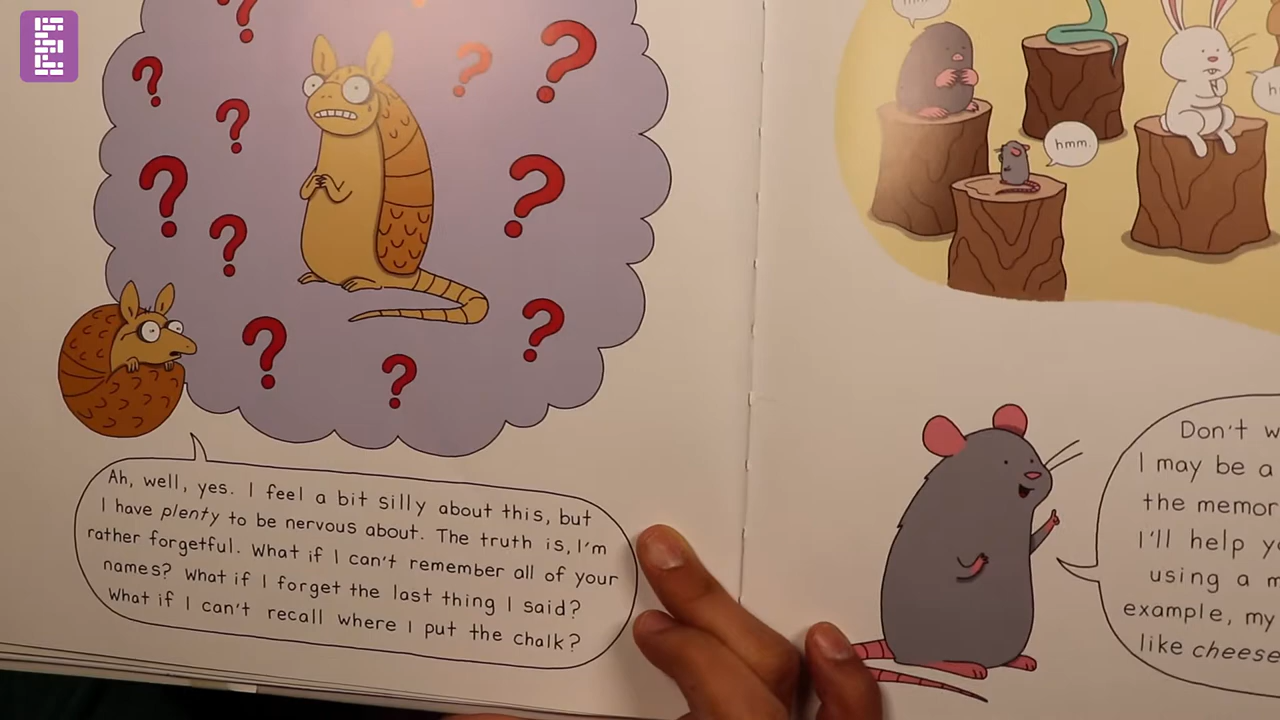 Ah, well, yes. I feel a bit silly about this, but
I have plenty to be nervous about. The truth is, I'm
rather forgetful. What if I can't remember all of your
names? What if I forget the last thing I said?
What if I can't recall where I put the chalk?
hmm.
Don't
I may be a
the
I'll help
using a
example, my
like cheese